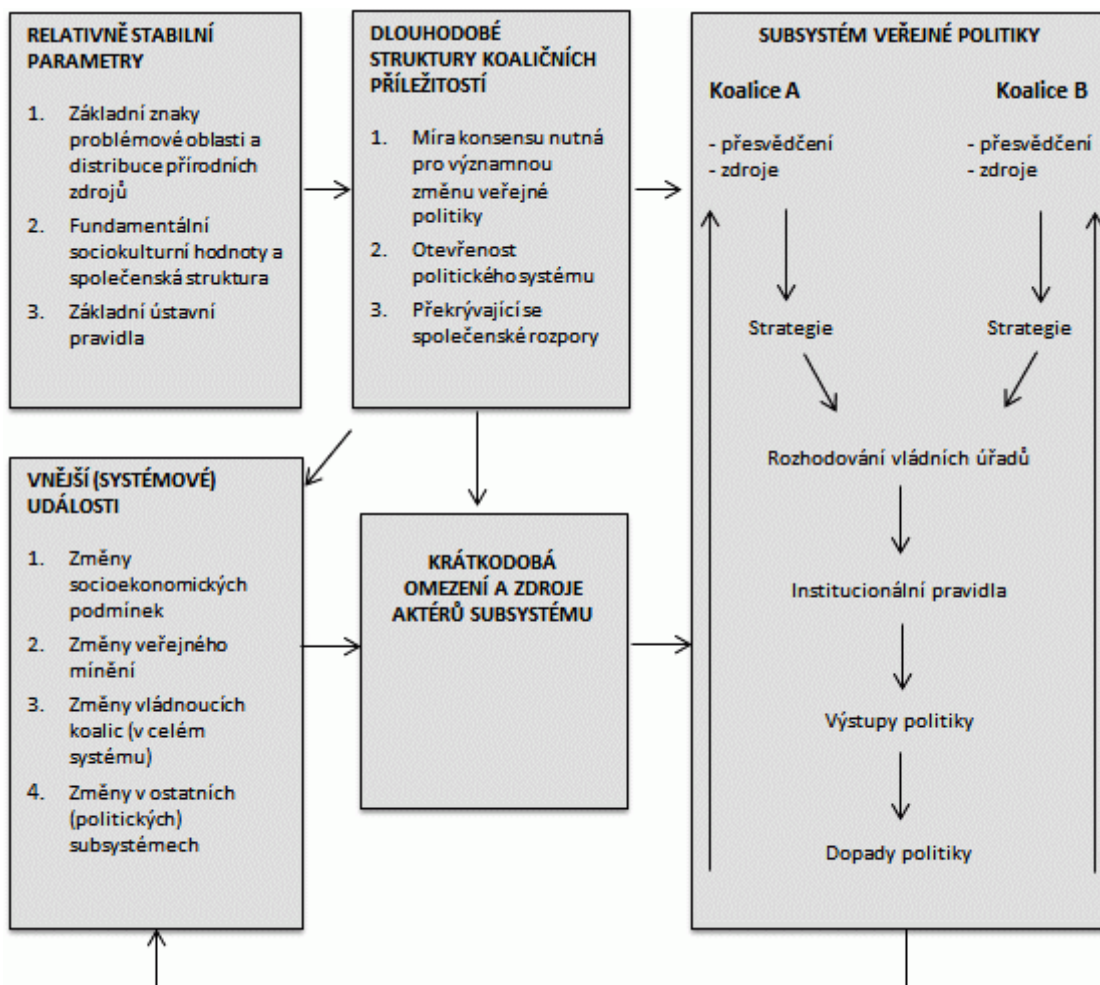 RELATIVNĚ STABILNÍ
PARAMETRY
1. Základní znaky
problémové oblasti a
distribuce přírodních
zdrojů
2. Fundamentální
sociokulturní hodnoty a
společenská struktura
3. Základní ústavní
pravidla
DLOUHODOBÉ
STRUKTURY KOALIČNÍCH
PŘÍLEŽITOSTÍ
1. Míra konsensu nutná
pro významnou
změnu veřejné
politiky
2. Otevřenost
politického systému
3. Překrývající se
společenské rozpory
SUBSYSTÉM VEŘEJNÉ POLITIKY
Koalice A
- přesvědčení
- zdroje
Koalice B
- přesvědčení
- zdroje
Strategie
Strategie
Rozhodování vládních úřadů
Institucionální pravidla
Výstupy politiky
Dopady politiky
VNĚJŠÍ (SYSTÉMOVÉ)
UDÁLOSTI
1. Změny
socioekonomických
podmínek
2. Změny veřejného
mínění
3. Změny vládnoucích
koalic (v celém
systému)
4. Změny v ostatních
(politických)
subsystémech
KRÁTKODOBÁ
OMEZENÍ A ZDROJE
AKTÉRŮ SUBSYSTÉMU